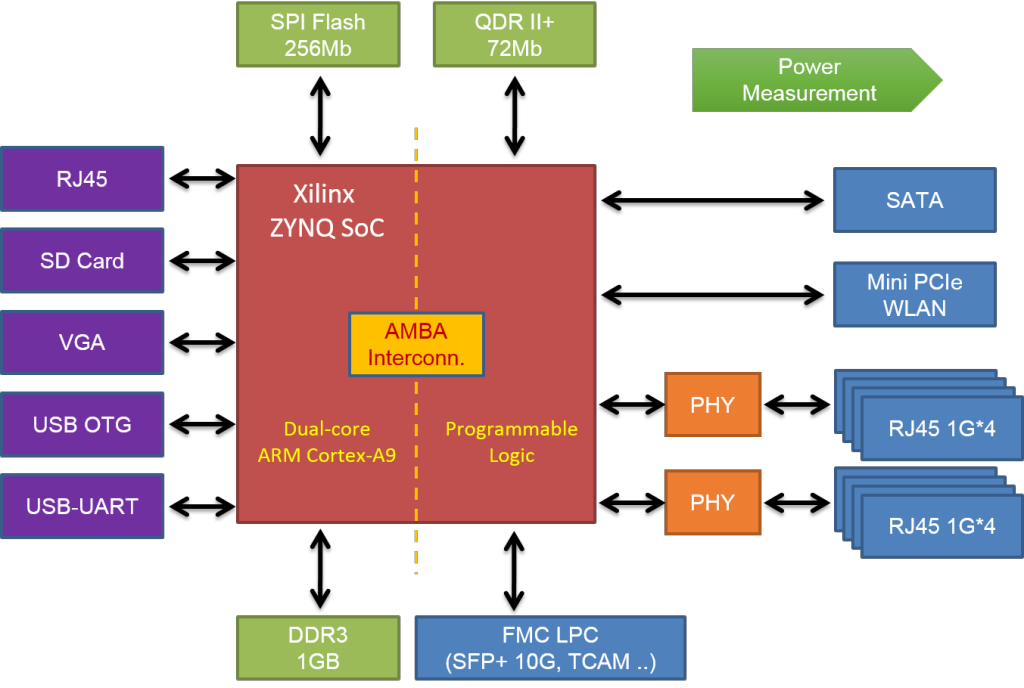 SPI Flash
256Mb
QDR II+
72Mb
Power
Measurement
RJ45
SD Card
VGA
USB OTG
USB-UART
Xilinx
ZYNQ SoC
AMBA
Interconn.
Dual-core
ARM Cortex-A9
Programmable
Logic
SATA
Mini PCIe
WLAN
PHY
RJ45 1G*4
PHY
RJ45 1G*4
DDR3
1GB
FMC LPC
(SFP+ 10G, TCAM ..)